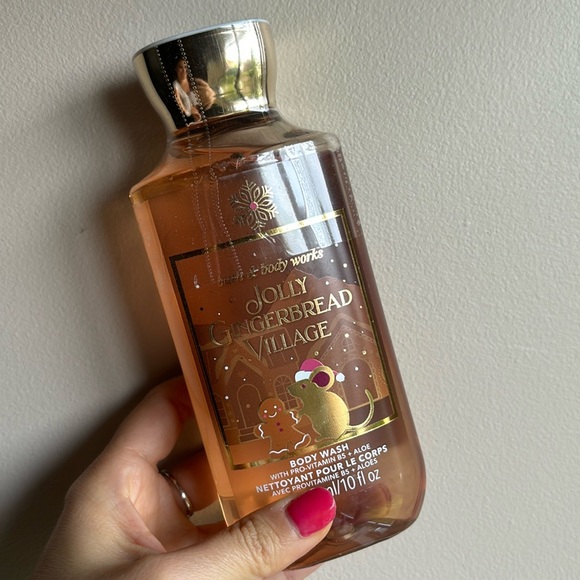 & body works
JOLLY
GINGERBREAD
VILLAGE
BODY WASH
WITH PRO-VITAMIN B5 + ALOE
NETTOYANT POUR LE CORPS
AVEC PROVITAMINE B5 + ALOÈS
ml/10 fl oz